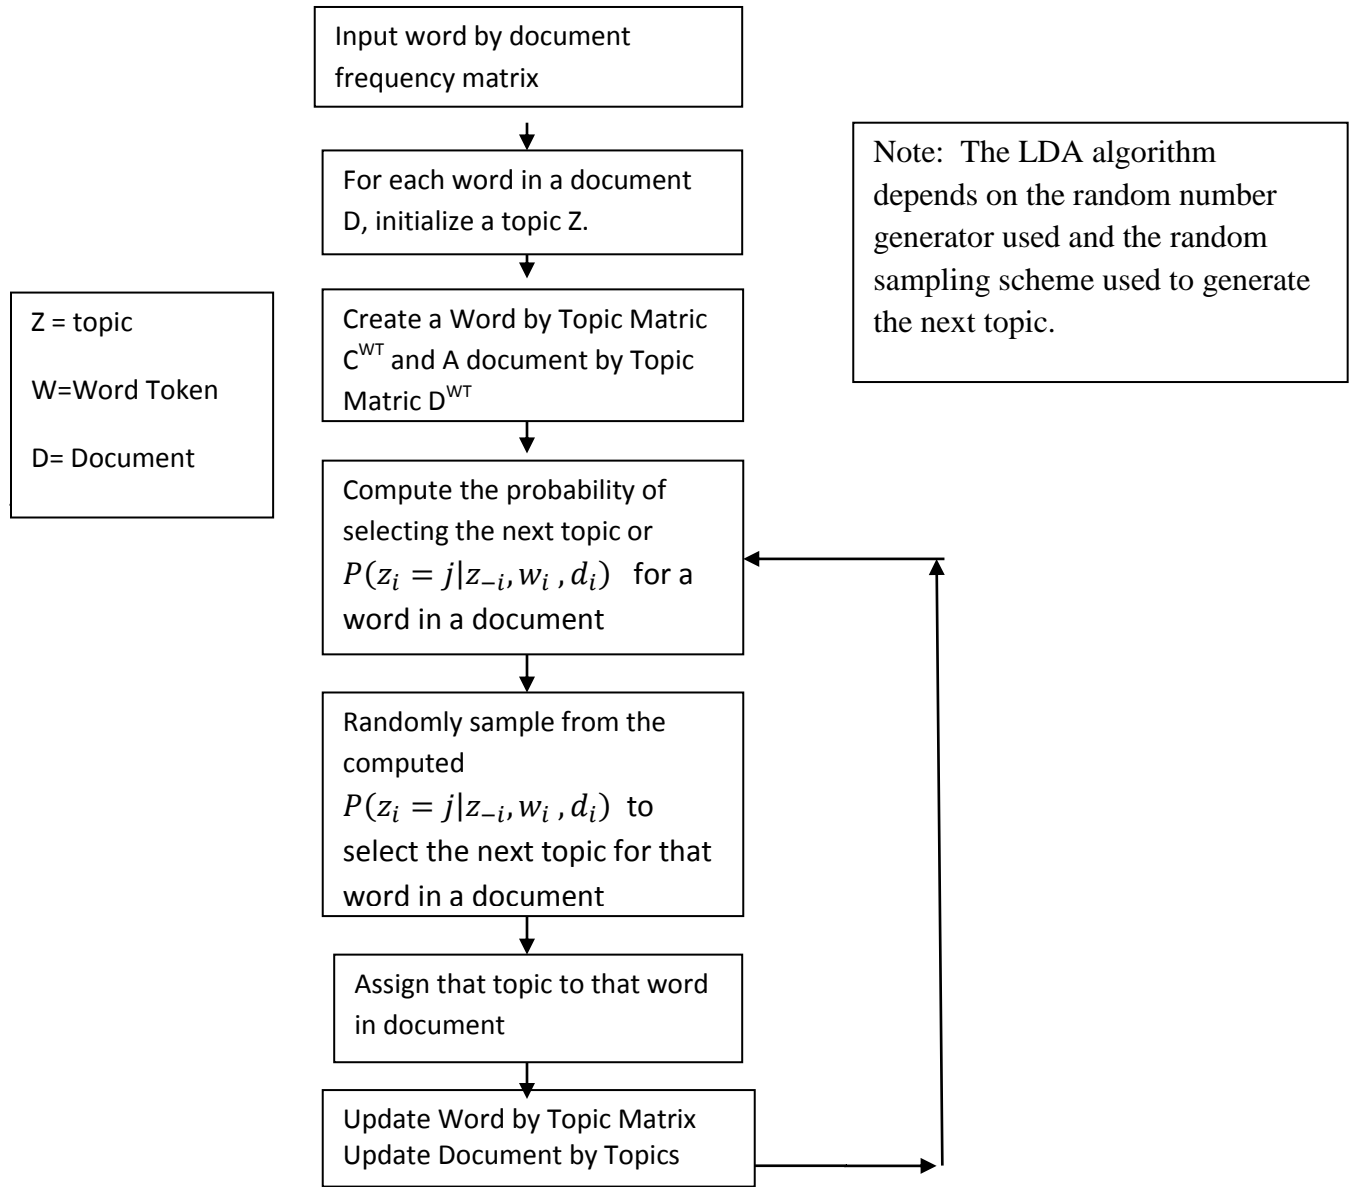 Input word by document
frequency matrix
For each word in a document
D, initialize a topic Z.
Create a Word by Topic Matric
C^WT and A document by Topic
Matric D^WT
Compute the probability of
selecting the next topic or
P(z_i = j|z_−i, w_i , d_i) for a
word in a document
Randomly sample from the
computed
P(z_i = j|z_−i, w_i , d_i) to
select the next topic for that
word in a document
Assign that topic to that word
in document
Update Word by Topic Matrix
Update Document by Topics
Z = topic
W=Word Token
D= Document
Note: The LDA algorithm
depends on the random number
generator used and the random
sampling scheme used to generate
the next topic.